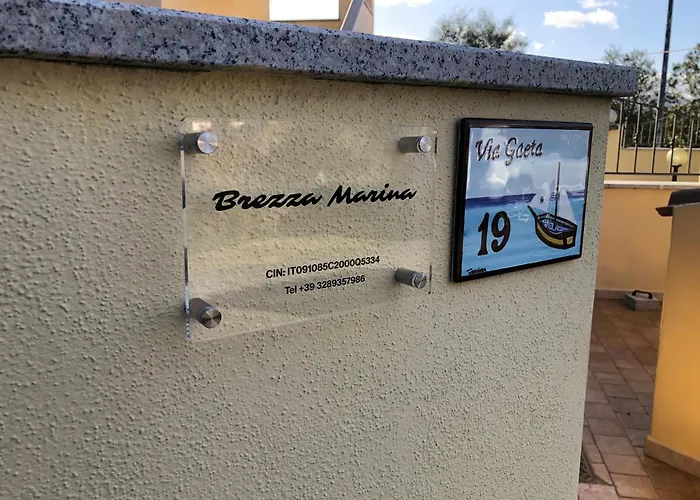 Brezza Marina
CIN: IT091085C2000Q5334
Tel +39 3289357986
Via Gaeta
19